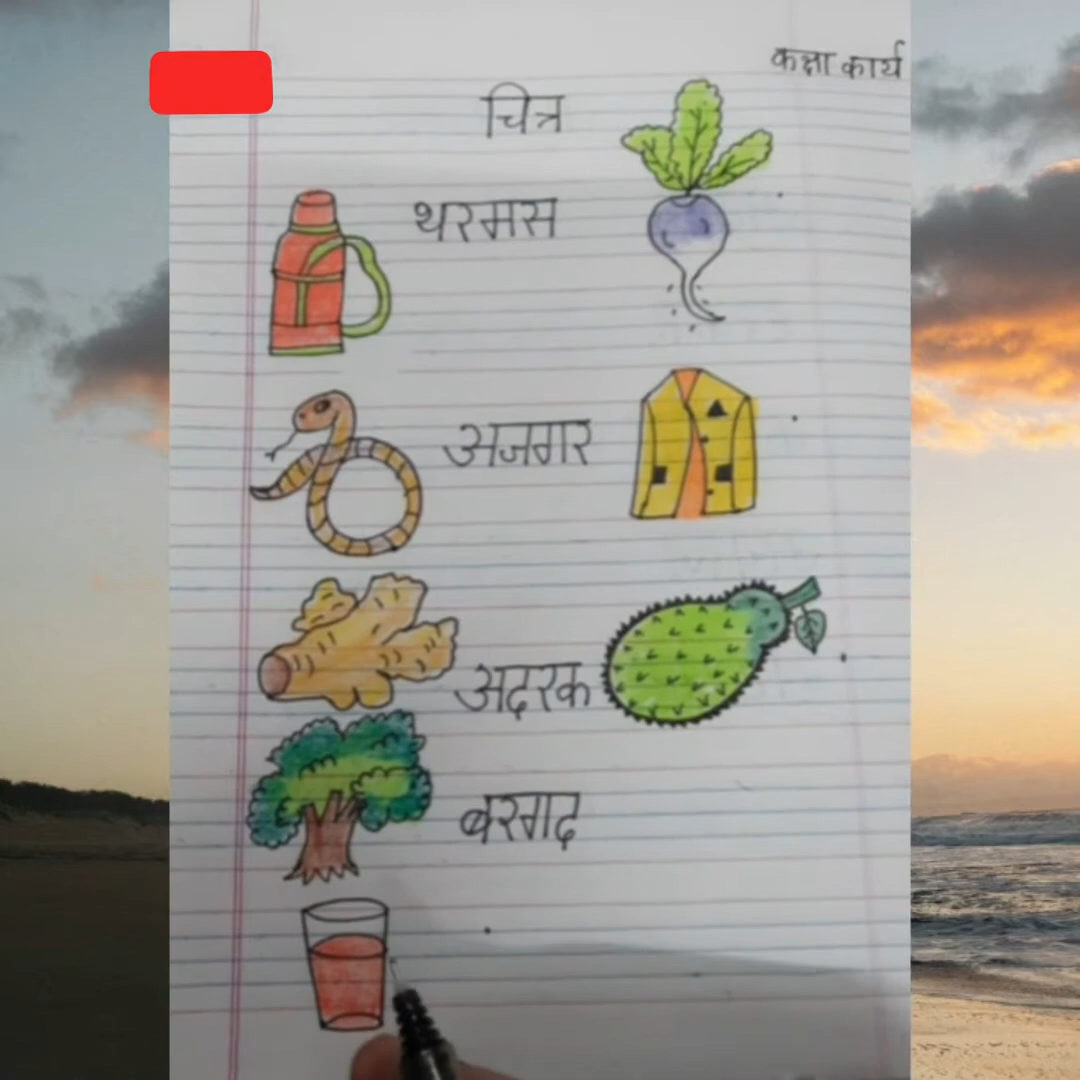 कक्षा कार्य
चित्र
थरमस
अजगर
अदरक
बरगद